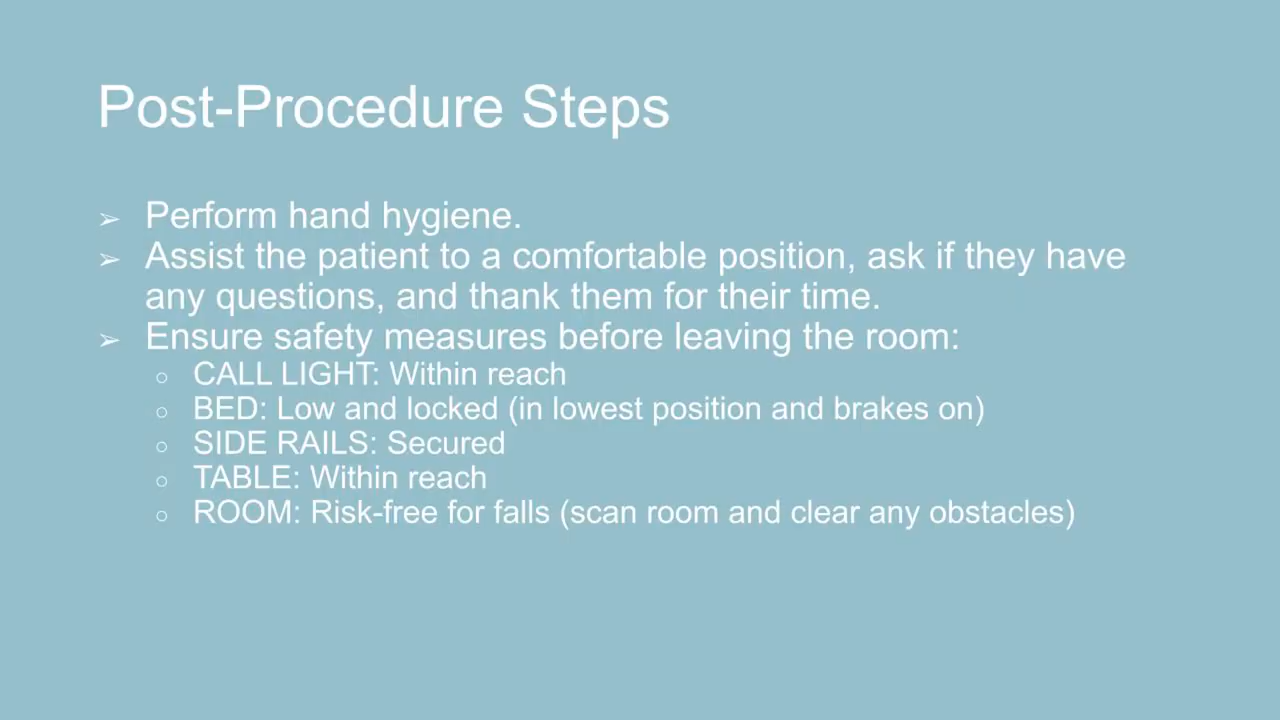 Post-Procedure Steps
➢ Perform hand hygiene.
➢ Assist the patient to a comfortable position, ask if they have
any questions, and thank them for their time.
➢ Ensure safety measures before leaving the room:
○ CALL LIGHT: Within reach
○ BED: Low and locked (in lowest position and brakes on)
○ SIDE RAILS: Secured
○ TABLE: Within reach
○ ROOM: Risk-free for falls (scan room and clear any obstacles)